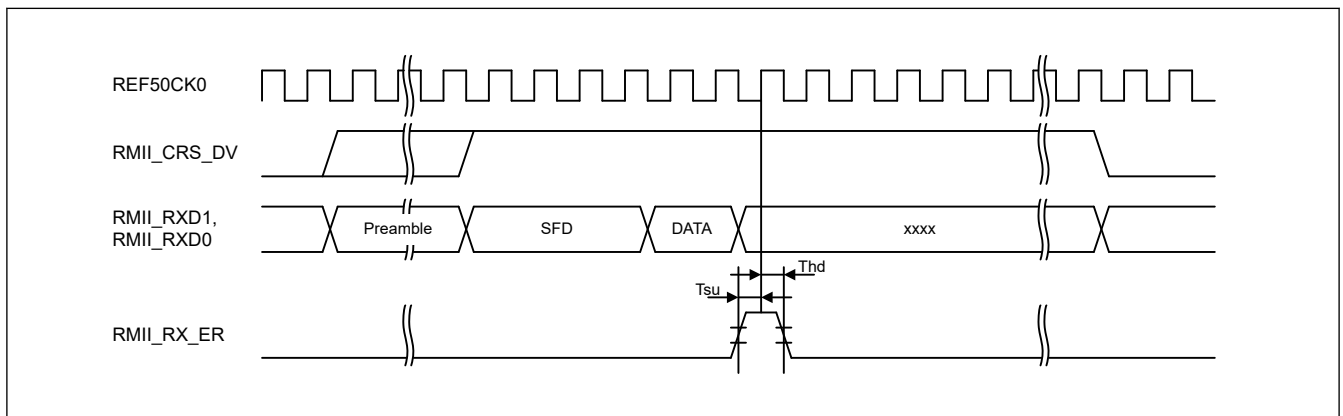 REF50CK0
RMII_CRS_DV
RMII_RXD1,
RMII_RXD0
Preamble
SFD
DATA
xxxx
Thd
Tsu
RMII_RX_ER